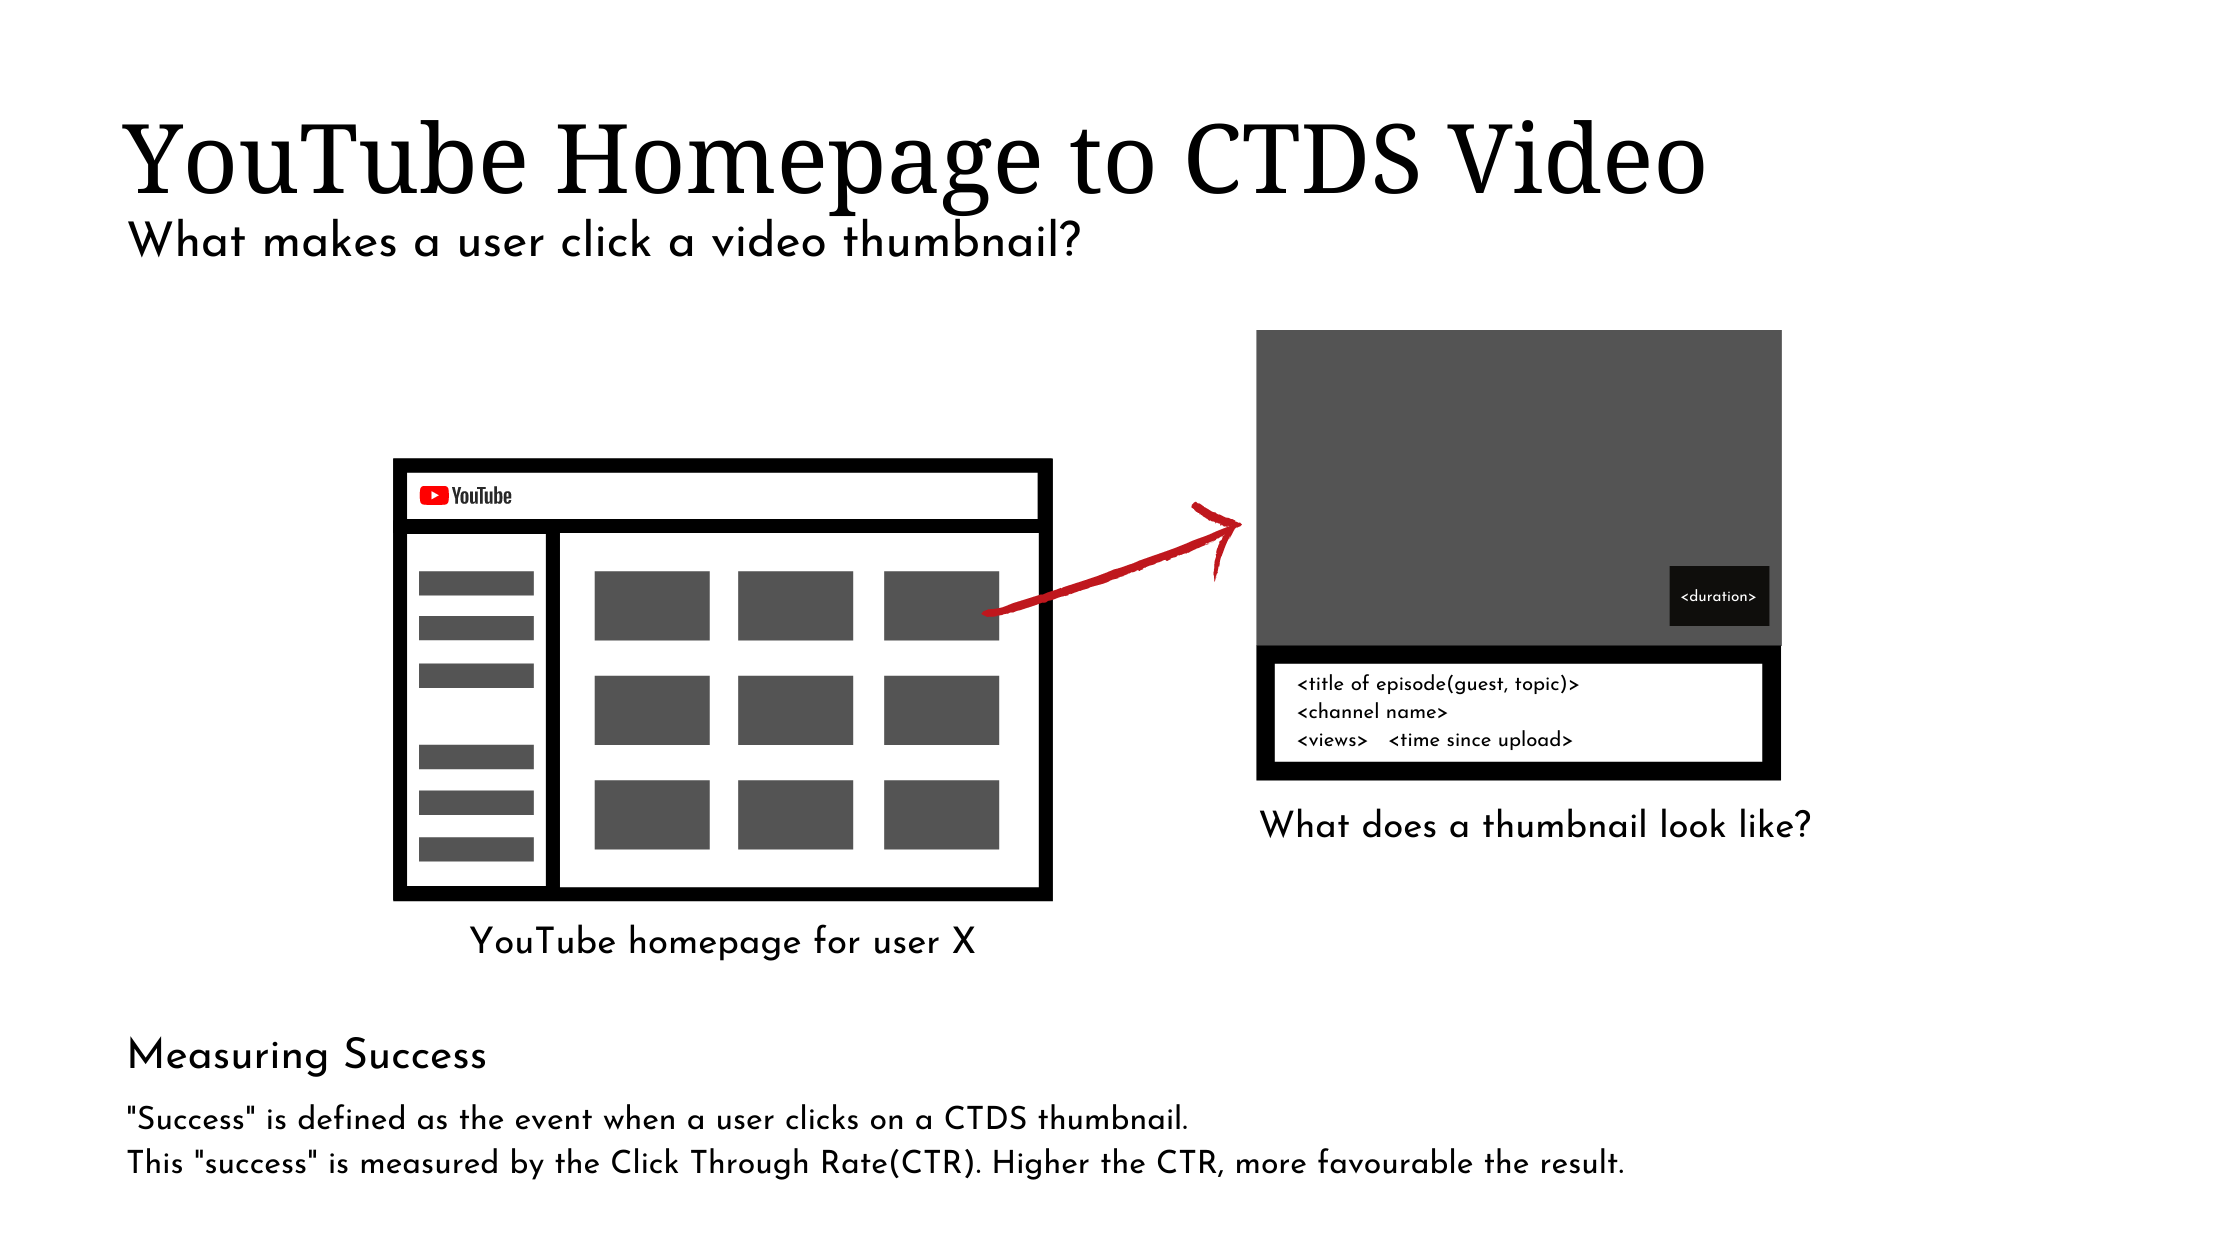 YouTube Homepage to CTDS Video
What makes a user click a video thumbnail?
YouTube
<duration>
<title of episode(guest, topic)>
<channel name>
<views> <time since upload>
What does a thumbnail look like?
YouTube homepage for user X
Measuring Success
"Success" is defined as the event when a user clicks on a CTDS thumbnail.
This "success" is measured by the Click Through Rate(CTR). Higher the CTR, more favourable the result.